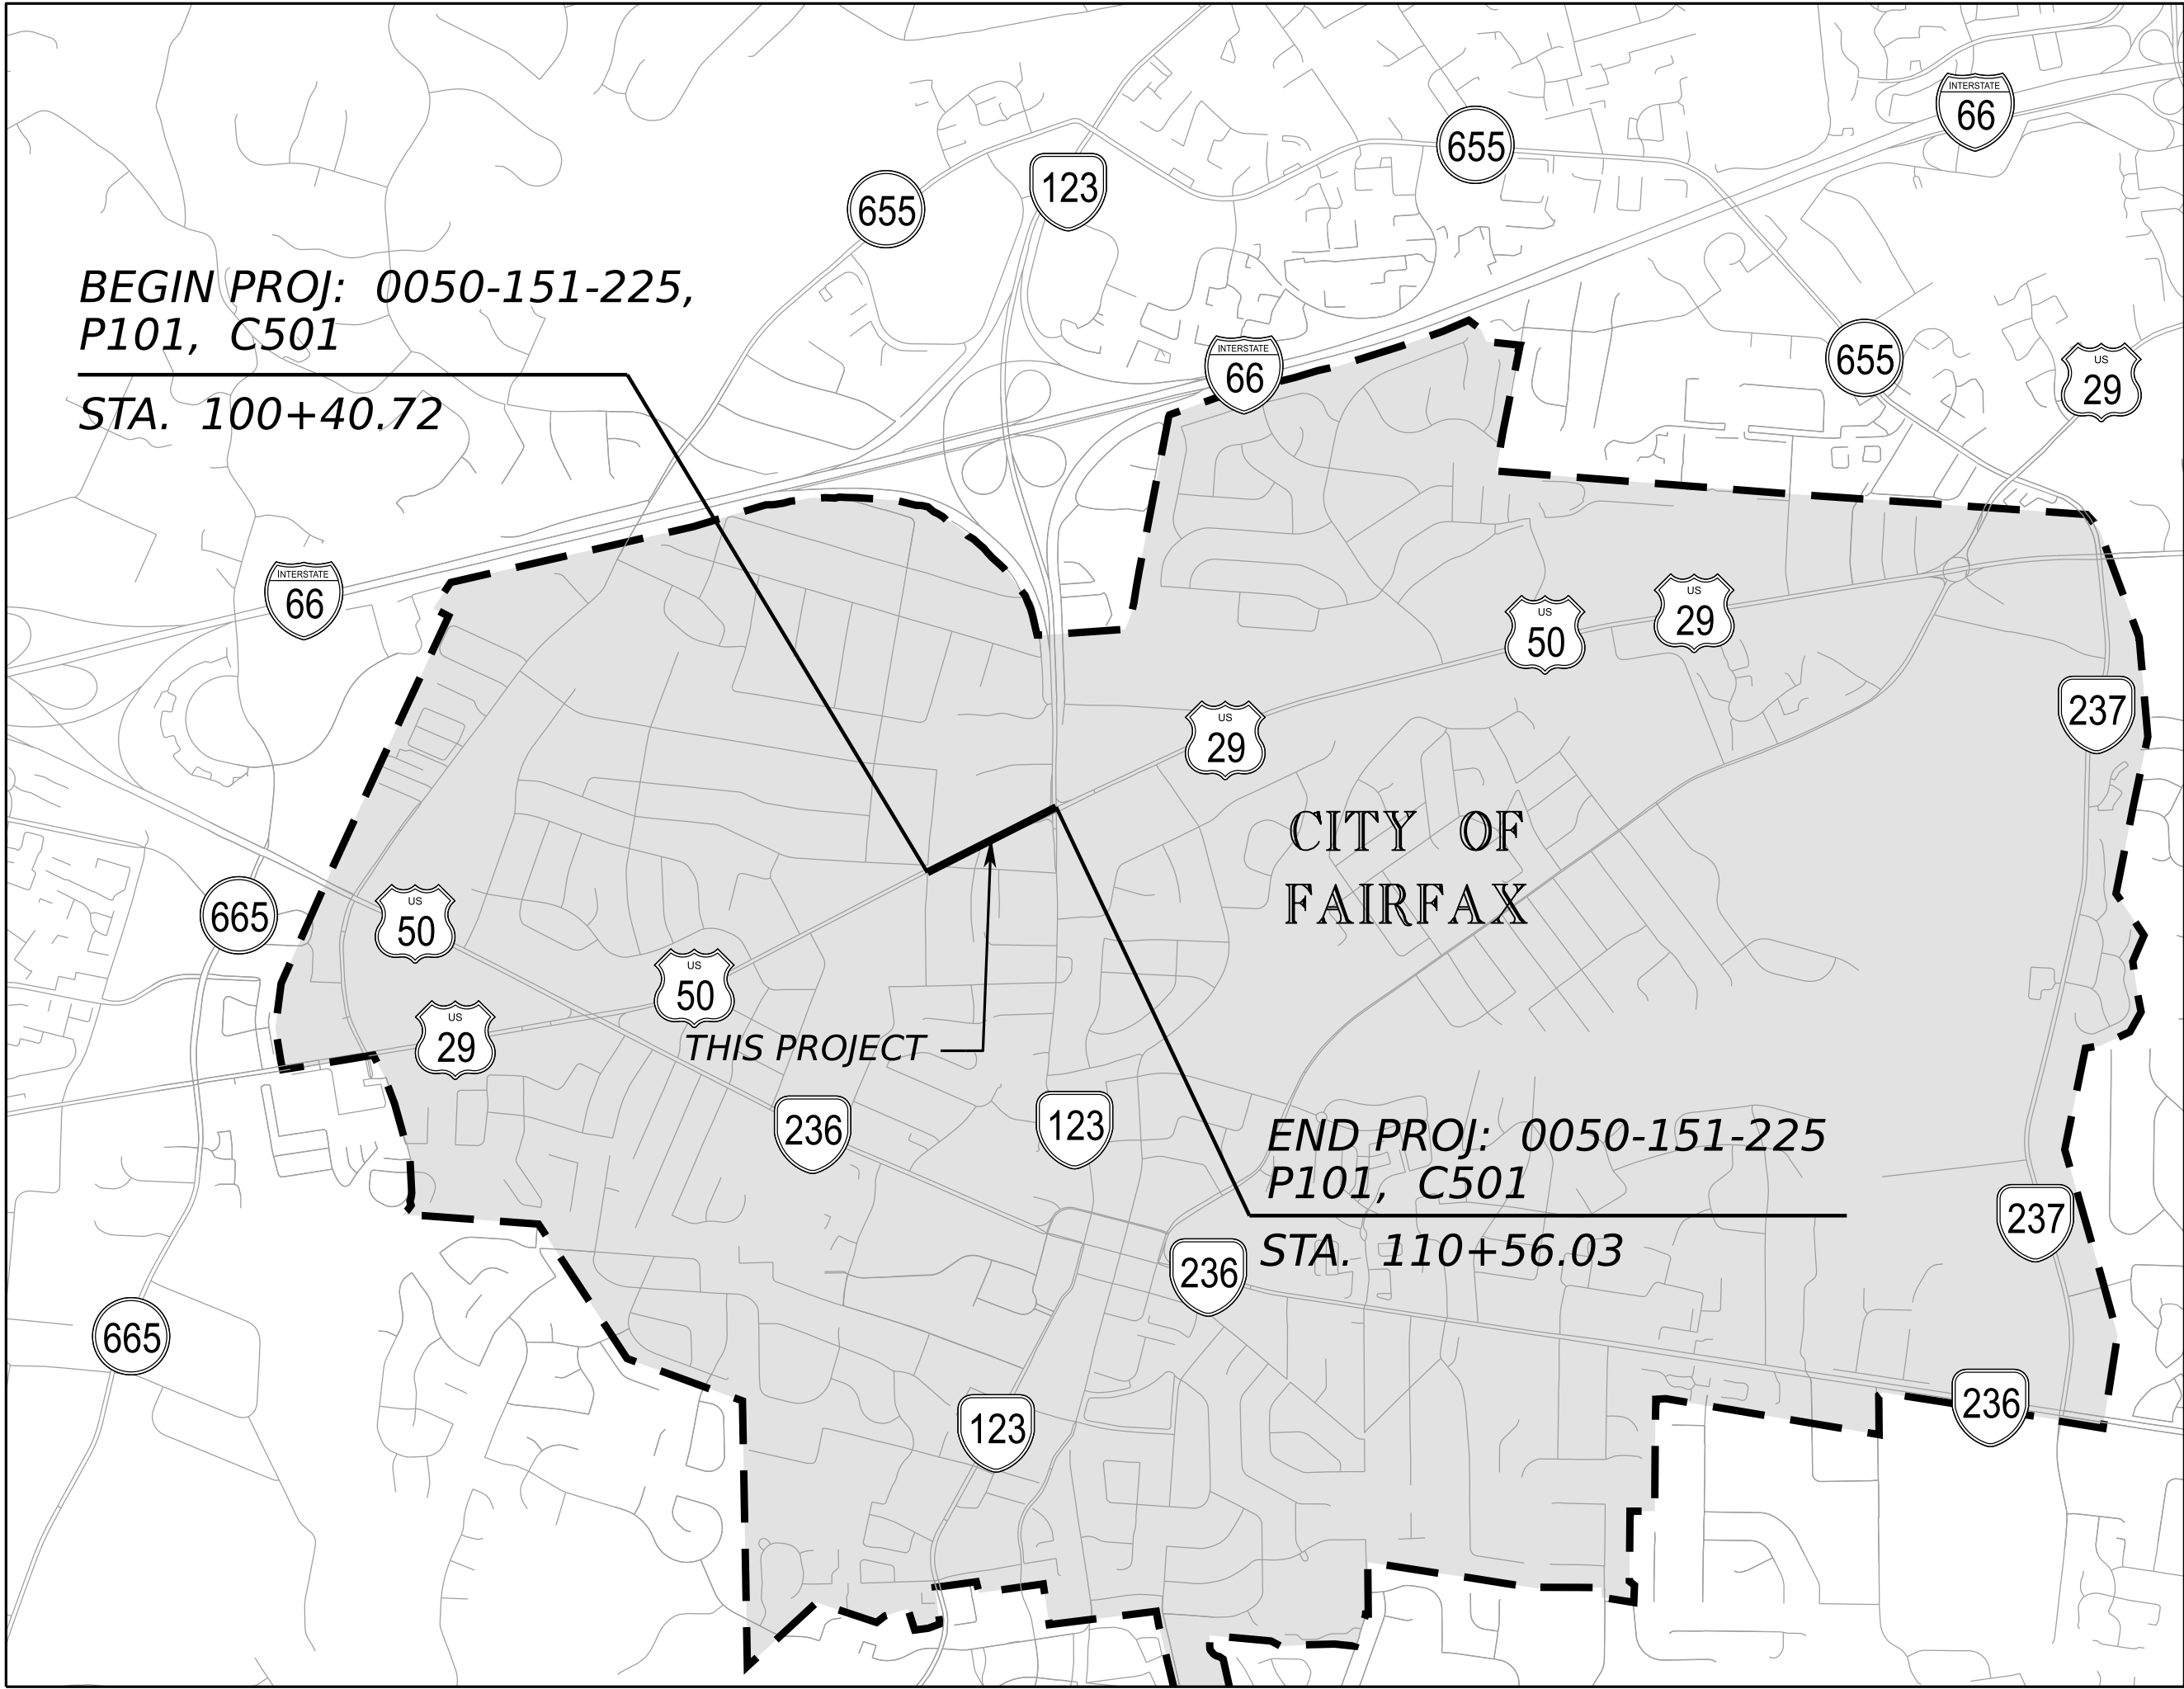 INTERSTATE
66
655
123
655
BEGIN PROJ: 0050-151-225,
P101, C501
STA. 100+40.72
INTERSTATE
66
655
US
29
INTERSTATE
66
US
50
US
29
237
US
29
CITY OF
FAIRFAX
665
US
50
US
50
US
29
THIS PROJECT
236
123
END PROJ: 0050-151-225
P101, C501
STA. 110+56.03
237
236
665
123
236